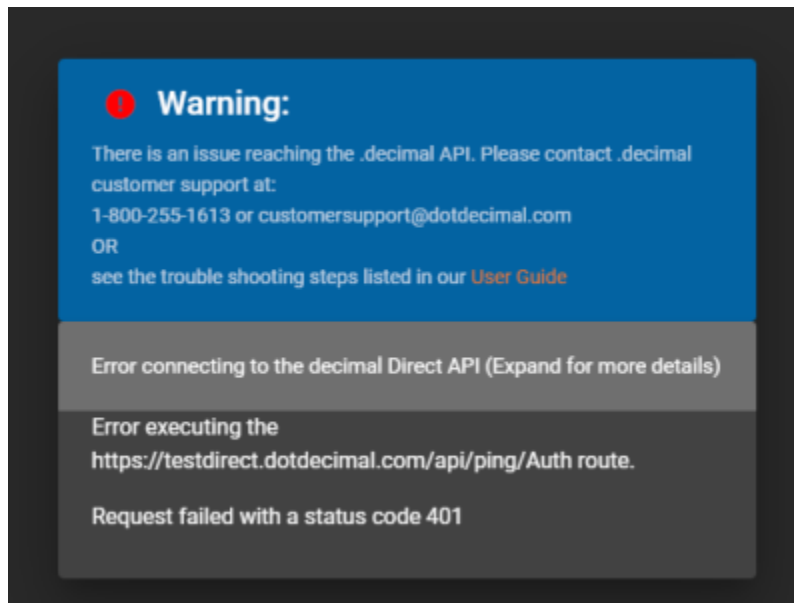 Warning:
There is an issue reaching the .decimal API. Please contact .decimal
customer support at:
1-800-255-1613 or customersupport@dotdecimal.com
OR
see the trouble shooting steps listed in our User Guide
Error connecting to the decimal Direct API (Expand for more details)
Error executing the
https://testdirect.dotdecimal.com/api/ping/Auth route.
Request failed with a status code 401